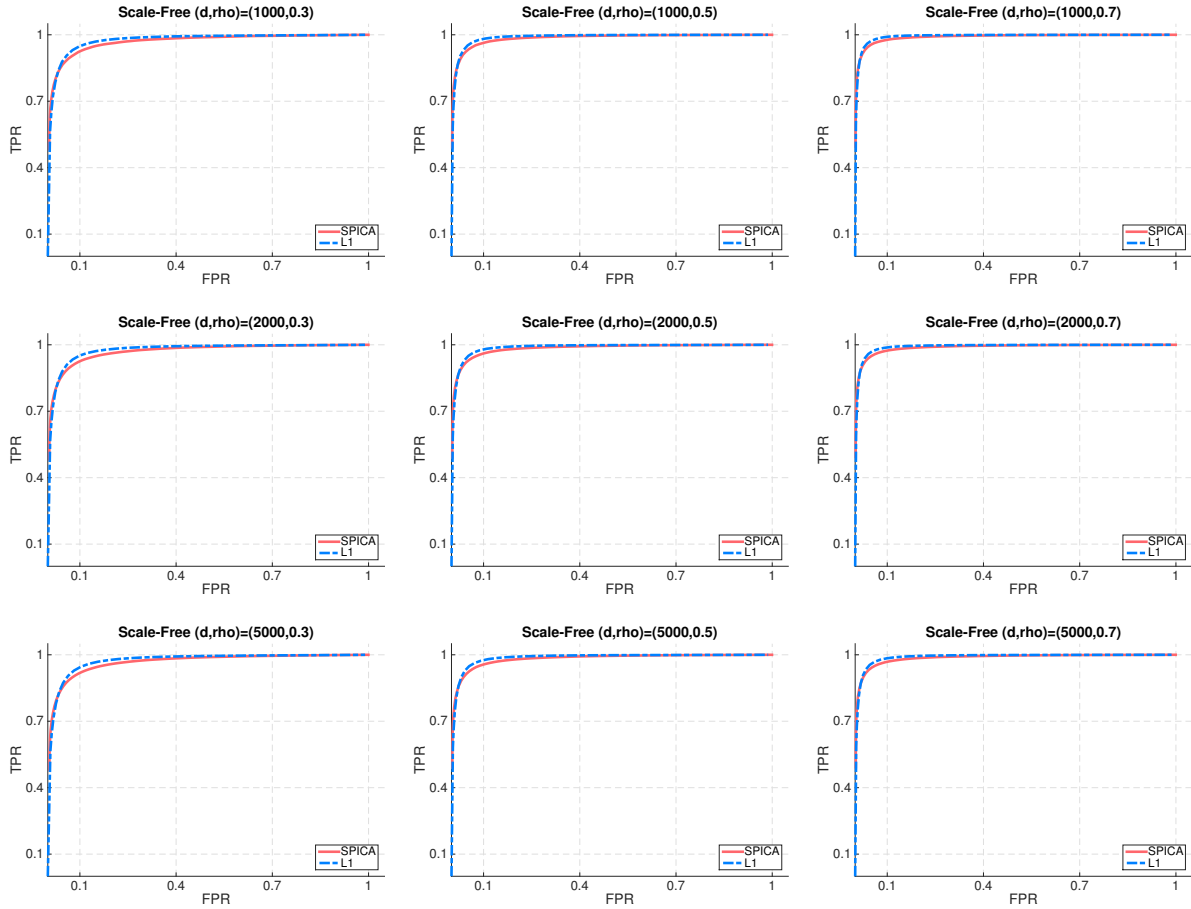 Scale-Free (d,rho)=(1000,0.3)
1
0.7
0.4
0.1
TPR
0.1 0.4 0.7 1
FPR
SPICA
L1
Scale-Free (d,rho)=(1000,0.5)
1
0.7
0.4
0.1
TPR
0.1 0.4 0.7 1
FPR
SPICA
L1
Scale-Free (d,rho)=(1000,0.7)
1
0.7
0.4
0.1
TPR
0.1 0.4 0.7 1
FPR
SPICA
L1
Scale-Free (d,rho)=(2000,0.3)
1
0.7
0.4
0.1
TPR
0.1 0.4 0.7 1
FPR
SPICA
L1
Scale-Free (d,rho)=(2000,0.5)
1
0.7
0.4
0.1
TPR
0.1 0.4 0.7 1
FPR
SPICA
L1
Scale-Free (d,rho)=(2000,0.7)
1
0.7
0.4
0.1
TPR
0.1 0.4 0.7 1
FPR
SPICA
L1
Scale-Free (d,rho)=(5000,0.3)
1
0.7
0.4
0.1
TPR
0.1 0.4 0.7 1
FPR
SPICA
L1
Scale-Free (d,rho)=(5000,0.5)
1
0.7
0.4
0.1
TPR
0.1 0.4 0.7 1
FPR
SPICA
L1
Scale-Free (d,rho)=(5000,0.7)
1
0.7
0.4
0.1
TPR
0.1 0.4 0.7 1
FPR
SPICA
L1